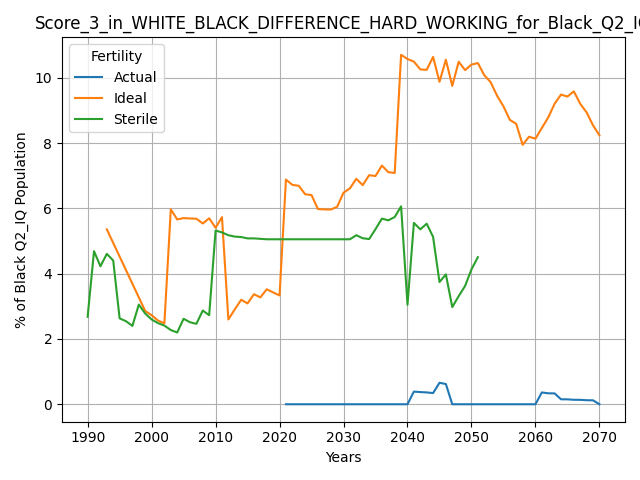 Score_3_in_WHITE_BLACK_DIFFERENCE_HARD_WORKING_for_Black_Q2_IQ
Fertility
Actual
Ideal
Sterile
% of Black Q2_IQ Population
10
8
6
4
2
0
1990 2000 2010 2020 2030 2040 2050 2060 2070
Years